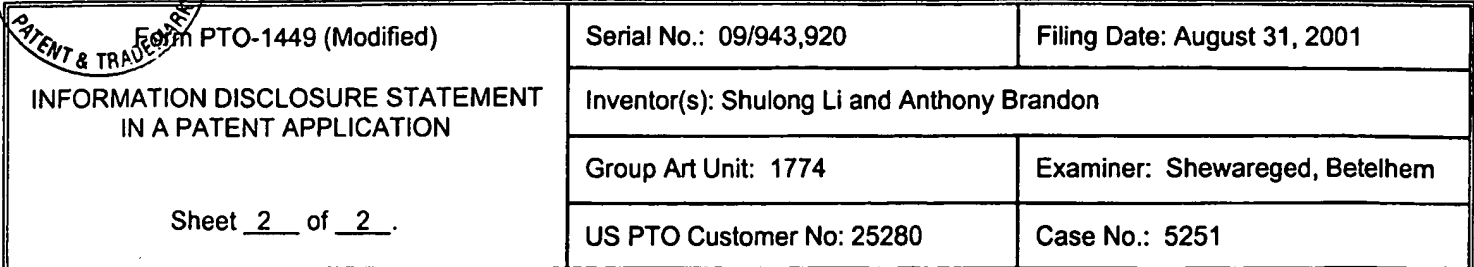 PATENT & TRADEMARK
Form PTO-1449 (Modified)
INFORMATION DISCLOSURE STATEMENT
IN A PATENT APPLICATION
Sheet 2 of 2.
Serial No.: 09/943,920
Filing Date: August 31, 2001
Inventor(s): Shulong Li and Anthony Brandon
Group Art Unit: 1774
Examiner: Shewareged, Betelhem
US PTO Customer No: 25280
Case No.: 5251